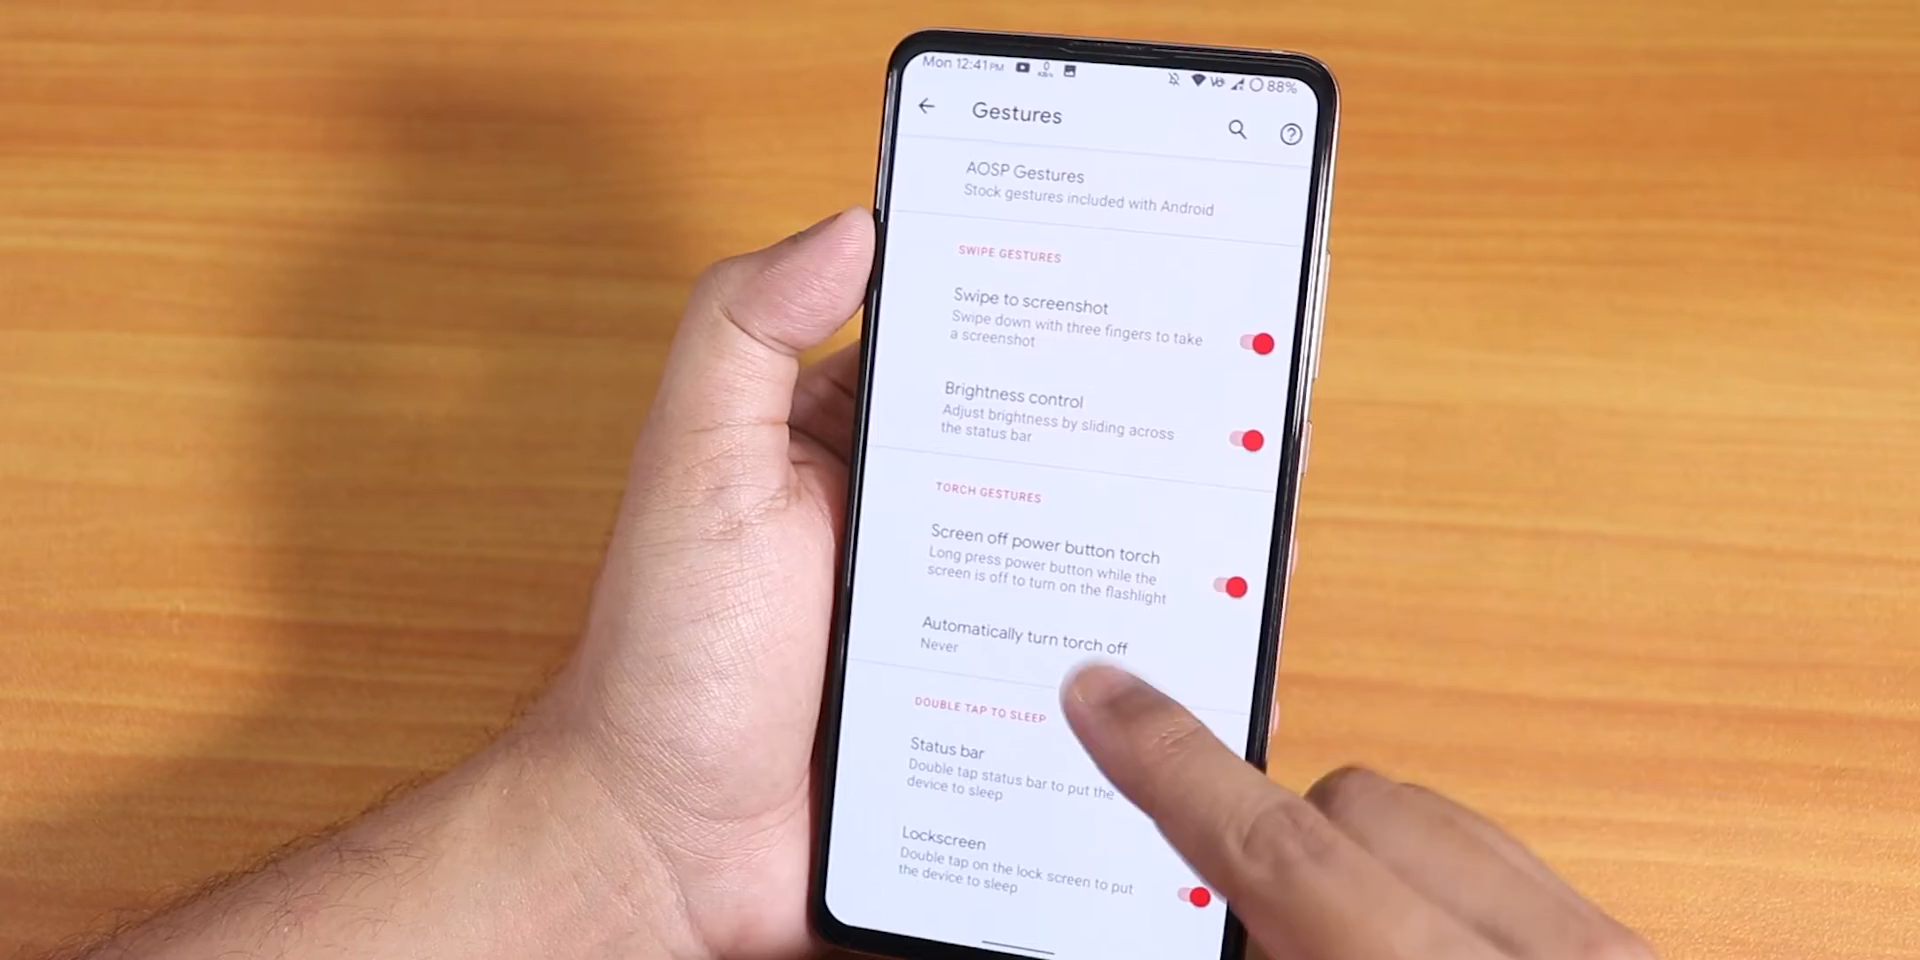 Mon 12:41PM 88%
Gestures
AOSP Gestures
Stock gestures included with Android
SWIPE GESTURES
Swipe to screenshot
Swipe down with three fingers to take
a screenshot
Brightness control
Adjust brightness by sliding across
the status bar
TORCH GESTURES
Screen off power button torch
Long press power button while the
screen is off to turn on the flashlight
Automatically turn torch off
Never
DOUBLE TAP TO SLEEP
Status bar
Double tap status bar to put the
device to sleep
Lockscreen
Double tap on the lock screen to put
the device to sleep